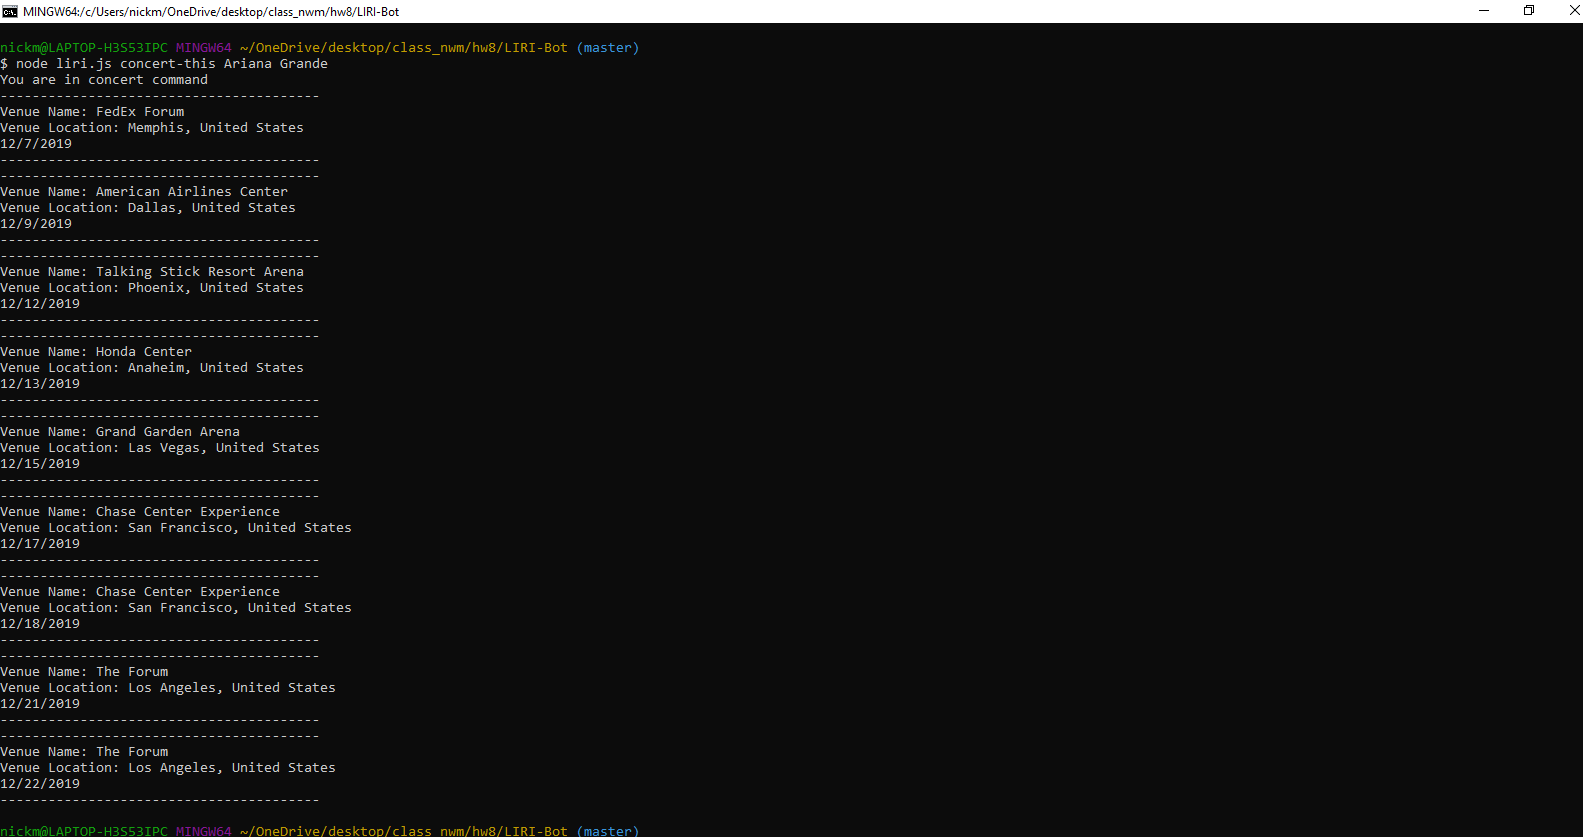 MINGW64:/c/Users/nickm/OneDrive/desktop/class_nwm/hw8/LIRI-Bot
nickm@LAPTOP-H3S53IPC MINGW64 ~/OneDrive/desktop/class_nwm/hw8/LIRI-Bot (master)
$ node liri.js concert-this Ariana Grande
You are in concert command
----------------------------------------
Venue Name: FedEx Forum
Venue Location: Memphis, United States
12/7/2019
----------------------------------------
----------------------------------------
Venue Name: American Airlines Center
Venue Location: Dallas, United States
12/9/2019
----------------------------------------
----------------------------------------
Venue Name: Talking Stick Resort Arena
Venue Location: Phoenix, United States
12/12/2019
----------------------------------------
----------------------------------------
Venue Name: Honda Center
Venue Location: Anaheim, United States
12/13/2019
----------------------------------------
----------------------------------------
Venue Name: Grand Garden Arena
Venue Location: Las Vegas, United States
12/15/2019
----------------------------------------
----------------------------------------
Venue Name: Chase Center Experience
Venue Location: San Francisco, United States
12/17/2019
----------------------------------------
----------------------------------------
Venue Name: Chase Center Experience
Venue Location: San Francisco, United States
12/18/2019
----------------------------------------
----------------------------------------
Venue Name: The Forum
Venue Location: Los Angeles, United States
12/21/2019
----------------------------------------
----------------------------------------
Venue Name: The Forum
Venue Location: Los Angeles, United States
12/22/2019
----------------------------------------
nickm@LAPTOP-H3S53IPC MINGW64 ~/OneDrive/desktop/class_nwm/hw8/LIRI-Bot (master)